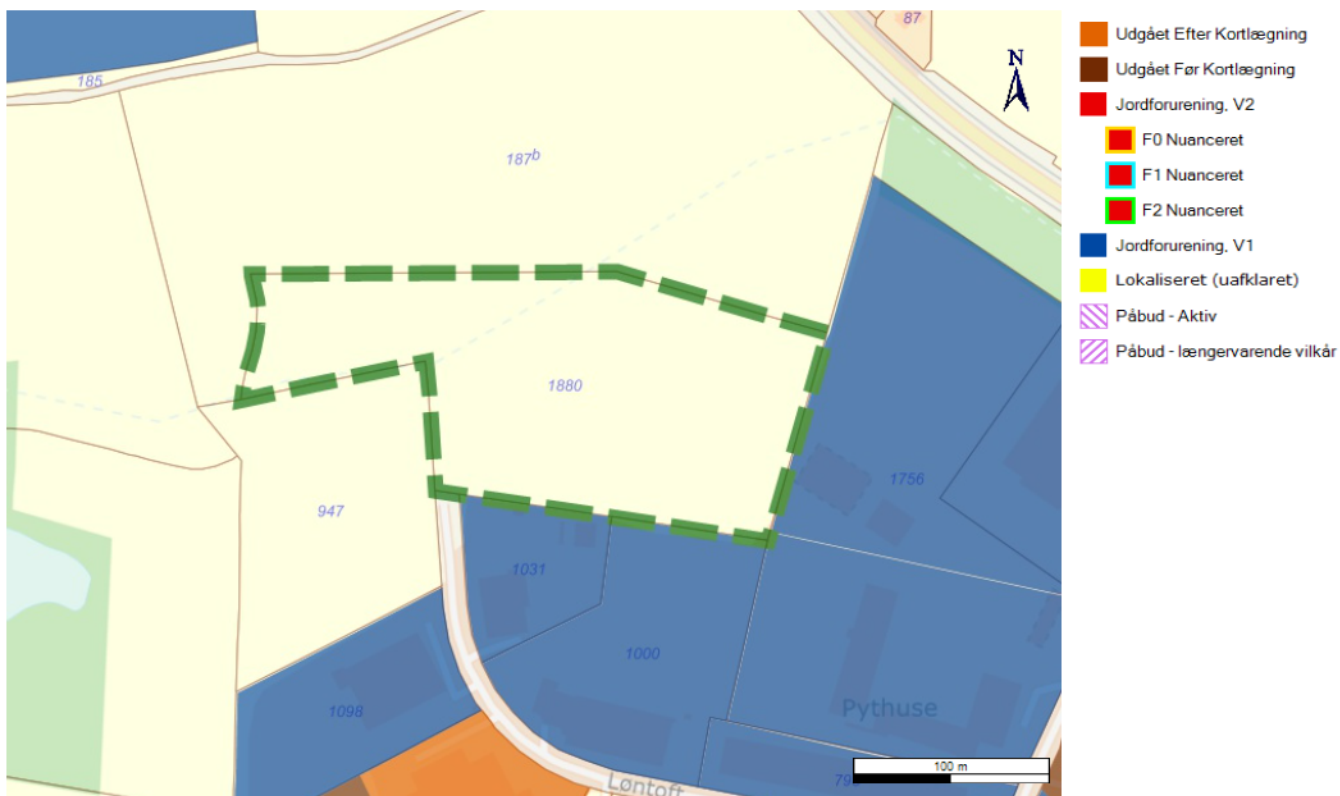 87
185
187b
N
1880
1756
947
1031
1000
1098
Pythuse
100 m
Løntoft
Udgået Efter Kortlægning
Udgået Før Kortlægning
Jordforurening, V2
F0 Nuanceret
F1 Nuanceret
F2 Nuanceret
Jordforurening, V1
Lokaliseret (uafklaret)
Påbud - Aktiv
Påbud - længervarende vilkår